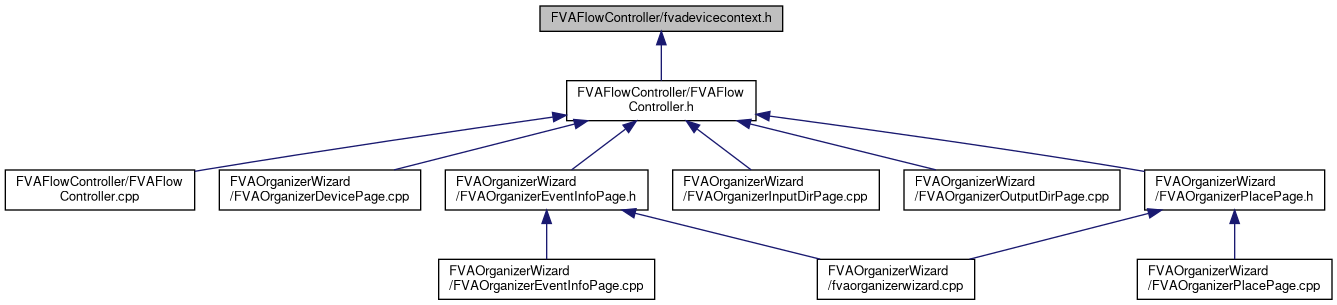 FVAFlowController/fvadevicecontext.h
FVAFlowController/FVAFlow
Controller.h
FVAFlowController/FVAFlow
Controller.cpp
FVAOrganizerWizard
/FVAOrganizerDevicePage.cpp
FVAOrganizerWizard
/FVAOrganizerEventInfoPage.h
FVAOrganizerWizard
/FVAOrganizerInputDirPage.cpp
FVAOrganizerWizard
/FVAOrganizerOutputDirPage.cpp
FVAOrganizerWizard
/FVAOrganizerPlacePage.h
FVAOrganizerWizard
/FVAOrganizerEventInfoPage.cpp
FVAOrganizerWizard
/fvaorganizerwizard.cpp
FVAOrganizerWizard
/FVAOrganizerPlacePage.cpp